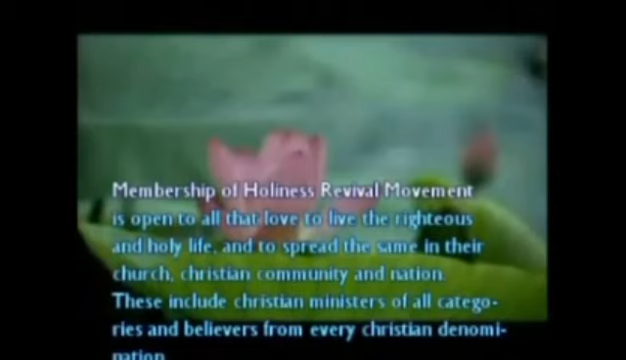 Membership of Holiness Revival Movement
is open to all that love to live the righteous
and holy life, and to spread the same in their
church, christian community and nation.
These include christian ministers of all catego-
ries and believers from every christian denomi-
nation